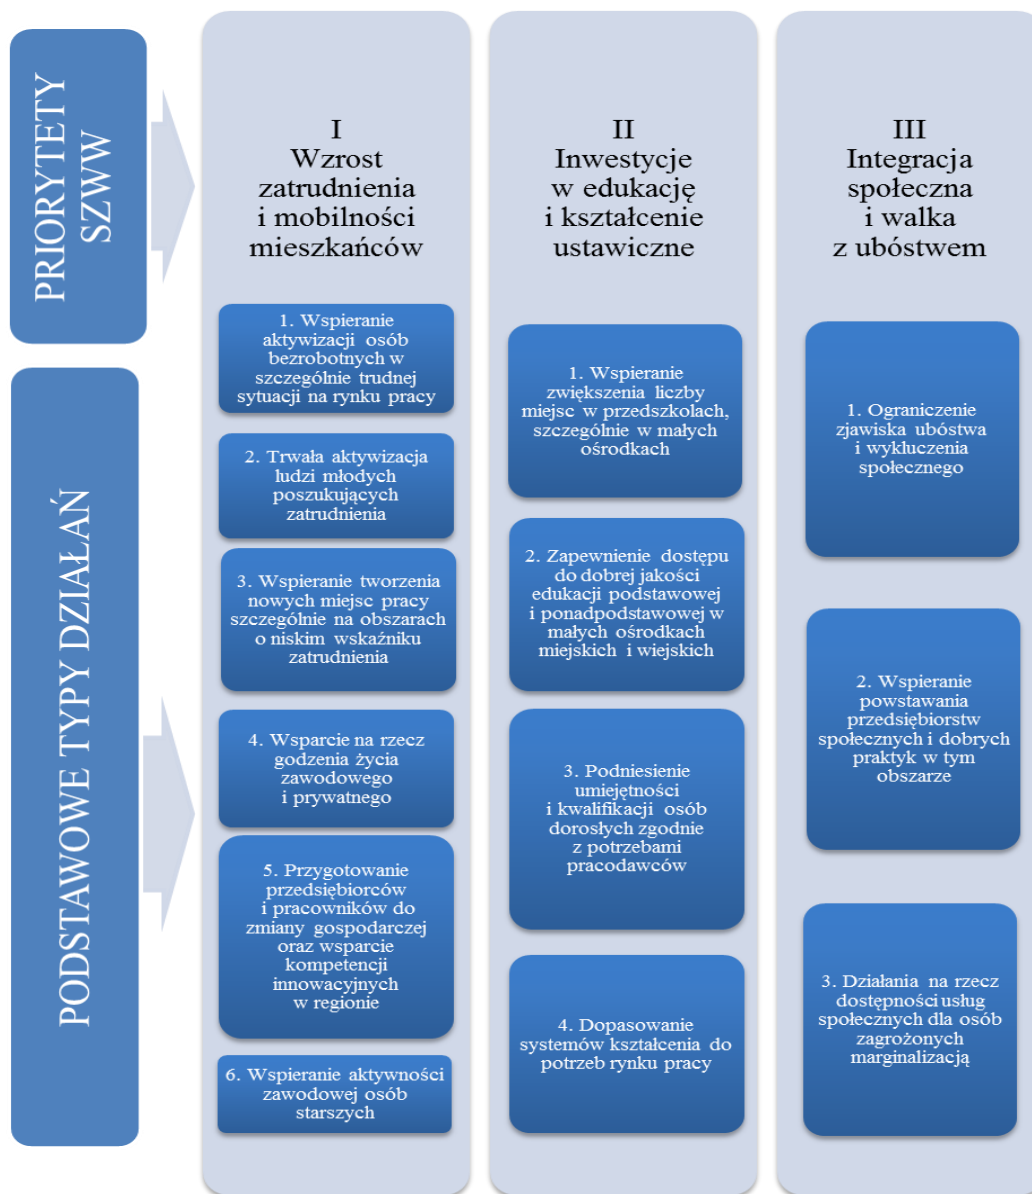 PRIORYTETY
SZWW
PODSTAWOWE TYPY DZIAŁAŃ
I
Wzrost
zatrudnienia
i mobilności
mieszkańców
1. Wspieranie
aktywizacji osób
bezrobotnych w
szczególnie trudnej
sytuacji na rynku pracy
2. Trwała aktywizacja
ludzi młodych
poszukujących
zatrudnienia
3. Wspieranie tworzenia
nowych miejsc pracy
szczególnie na obszarach
o niskim wskaźniku
zatrudnienia
4. Wsparcie na rzecz
godzenia życia
zawodowego
i prywatnego
5. Przygotowanie
przedsiębiorców
i pracowników do
zmiany gospodarczej
oraz wsparcie
kompetencji
innowacyjnych
w regionie
6. Wspieranie aktywności
zawodowej osób
starszych
II
Inwestycje
w edukację
i kształcenie
ustawiczne
1. Wspieranie
zwiększenia liczby
miejsc w przedszkolach,
szczególnie w małych
ośrodkach
2. Zapewnienie dostępu
do dobrej jakości
edukacji podstawowej
i ponadpodstawowej w
małych ośrodkach
miejskich i wiejskich
3. Podniesienie
umiejętności
i kwalifikacji osób
dorosłych zgodnie
z potrzebami
pracodawców
4. Dopasowanie
systemów kształcenia do
potrzeb rynku pracy
III
Integracja
społeczna
i walka
z ubóstwem
1. Ograniczenie
zjawiska ubóstwa
i wykluczenia
społecznego
2. Wspieranie
powstawania
przedsiębiorstw
społecznych i dobrych
praktyk w tym
obszarze
3. Działania na rzecz
dostępności usług
społecznych dla osób
zagrożonych
marginalizacją